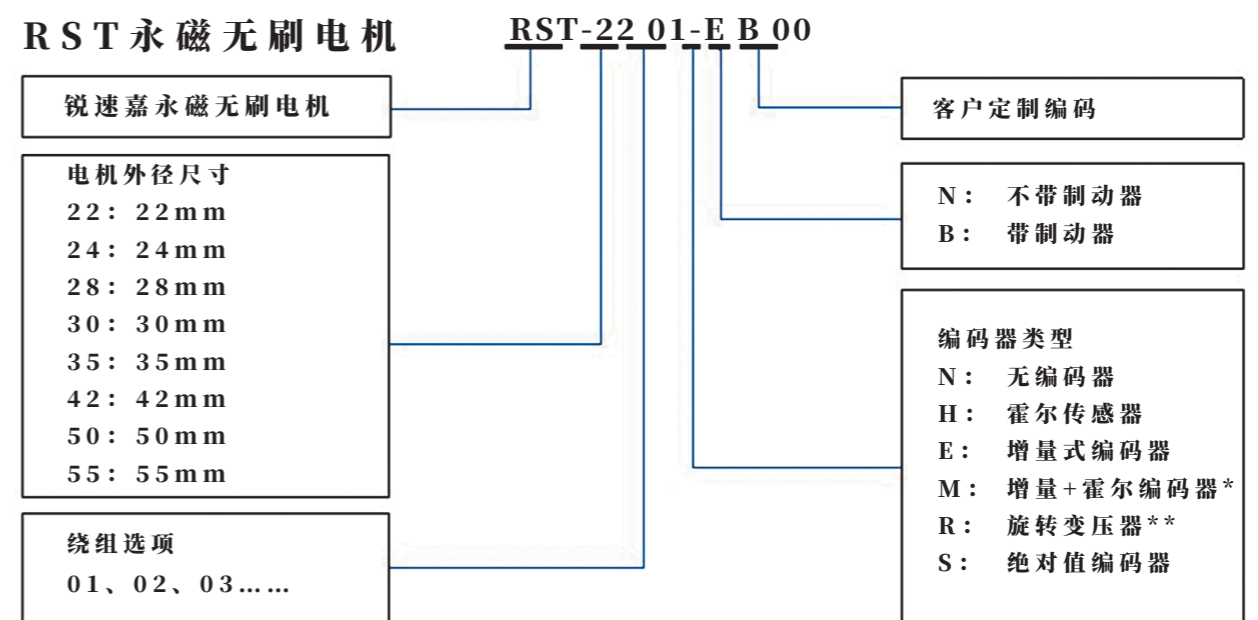 RST永磁无刷电机
RST-2201-EB00
锐速嘉永磁无刷电机
电机外径尺寸
22：22mm
24：24mm
28：28mm
30：30mm
35：35mm
42：42mm
50：50mm
55：55mm
绕组选项
01、02、03……
客户定制编码
N：不带制动器
B：带制动器
编码器类型
N：无编码器
H：霍尔传感器
E：增量式编码器
M：增量+霍尔编码器*
R：旋转变压器**
S：绝对值编码器